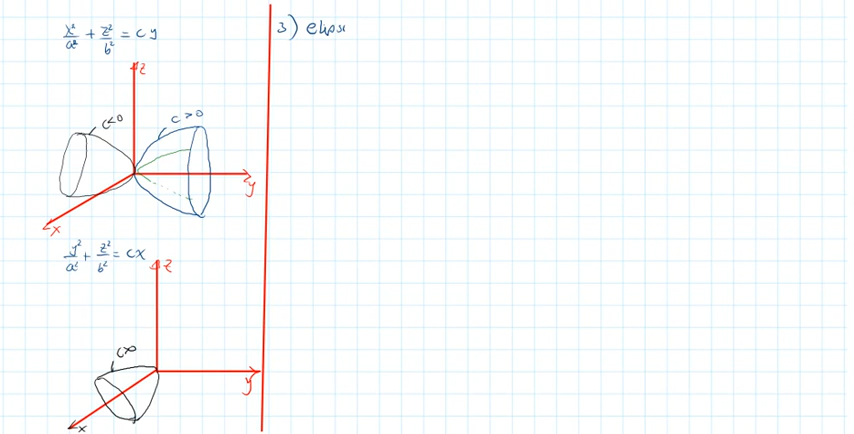 x²/a² + z²/b² = cy
z
c<0
c>0
y
x
y²/a² + z²/b² = cx
z
c>0
y
x
3) elipse